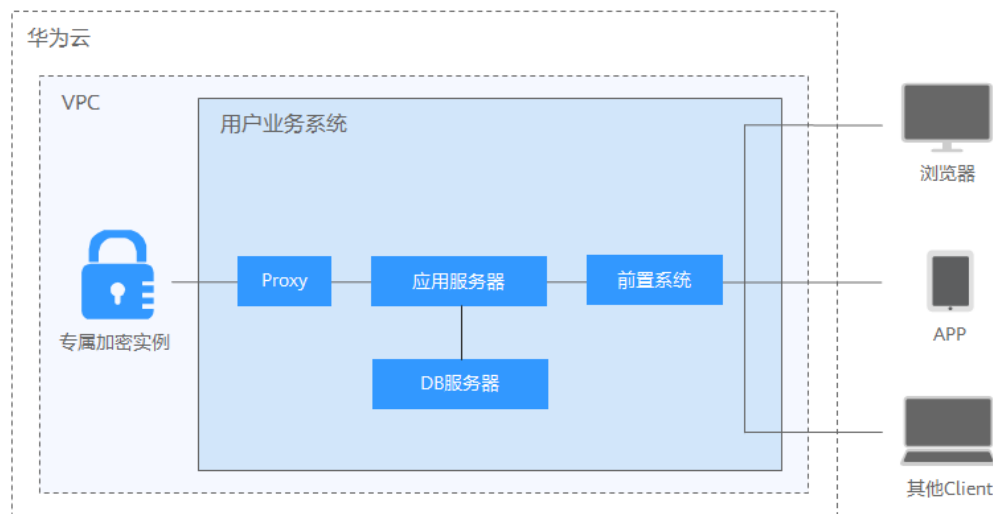 华为云
VPC
用户业务系统
浏览器
Proxy
应用服务器
前置系统
专属加密实例
APP
DB服务器
其他Client